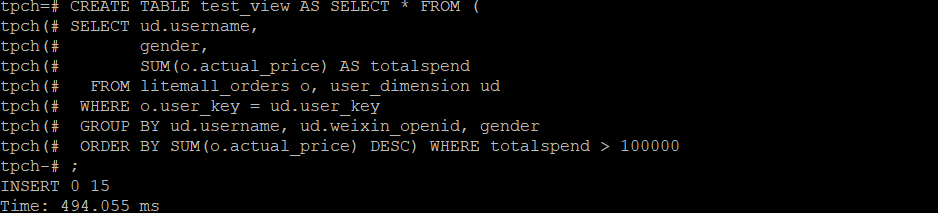 tpch=# CREATE TABLE test_view AS SELECT * FROM (
tpch(# SELECT ud.username,
tpch(#        gender,
tpch(#        SUM(o.actual_price) AS totalspend
tpch(#   FROM litemall_orders o, user_dimension ud
tpch(#  WHERE o.user_key = ud.user_key
tpch(#  GROUP BY ud.username, ud.weixin_openid, gender
tpch(#  ORDER BY SUM(o.actual_price) DESC) WHERE totalspend > 100000
tpch-# ;
INSERT 0 15
Time: 494.055 ms